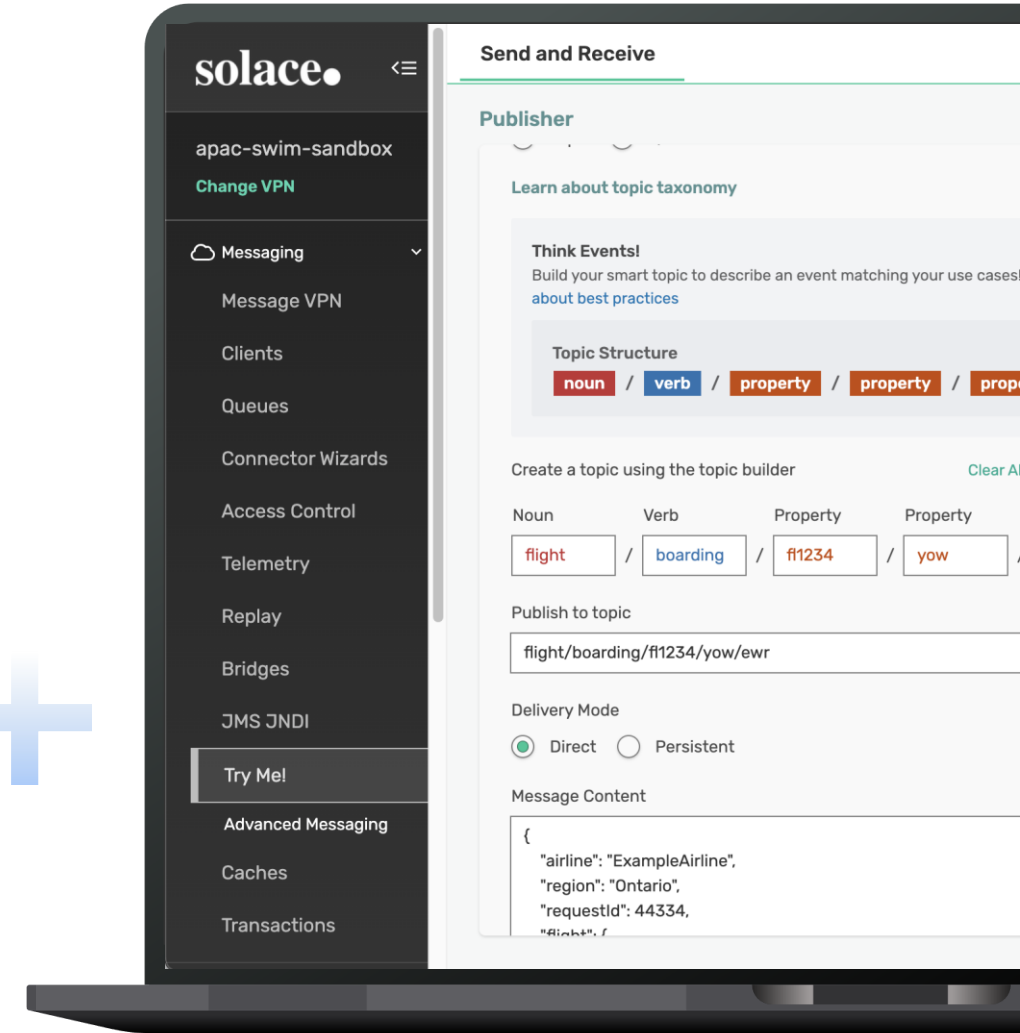 solace
Send and Receive
apac-swim-sandbox
Change VPN
Messaging
Message VPN
Clients
Queues
Connector Wizards
Access Control
Telemetry
Replay
Bridges
JMS JNDI
Try Me!
Advanced Messaging
Caches
Transactions
Publisher
Learn about topic taxonomy
Think Events!
Build your smart topic to describe an event matching your use cases!
about best practices
Topic Structure
noun / verb / property / property /
Create a topic using the topic builder
Clear
Noun Verb Property Property
flight / boarding / fl1234 / yow /
Publish to topic
flight/boarding/fl1234/yow/ewr
Delivery Mode
Direct Persistent
Message Content
{
"airline": "ExampleAirline",
"region": "Ontario",
"requestId": 44334,
"flight": {